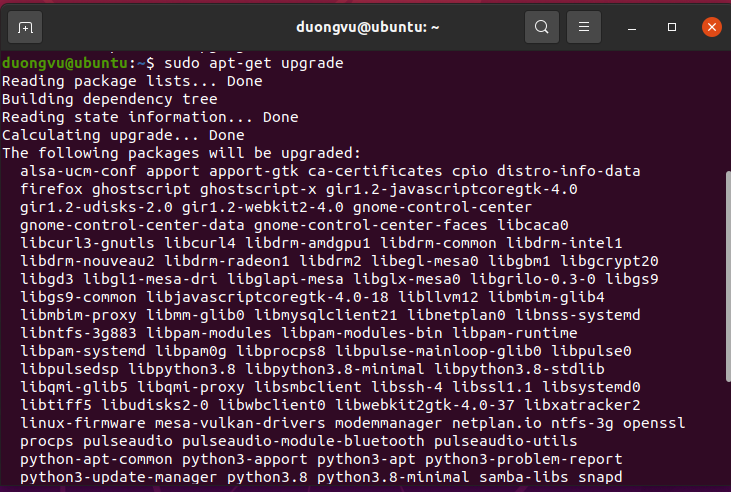 duongvu@ubuntu: ~
duongvu@ubuntu:~$ sudo apt-get upgrade
Reading package lists... Done
Building dependency tree
Reading state information... Done
Calculating upgrade... Done
The following packages will be upgraded:
alsa-ucm-conf apport apport-gtk ca-certificates cpio distro-info-data
firefox ghostscript ghostscript-x gir1.2-javascriptcoregtk-4.0
gir1.2-udisks-2.0 gir1.2-webkit2-4.0 gnome-control-center
gnome-control-center-data gnome-control-center-faces libcaca0
libcurl3-gnutls libcurl4 libdrm-amdgpu1 libdrm-common libdrm-intel1
libdrm-nouveau2 libdrm-radeon1 libdrm2 libegl-mesa0 libgbm1 libgcrypt20
libgd3 libgl1-mesa-dri libglapi-mesa libglx-mesa0 libgrilo-0.3-0 libgs9
libgs9-common libjavascriptcoregtk-4.0-18 libllvm12 libmbim-glib4
libmbim-proxy libmm-glib0 libmysqlclient21 libnetplan0 libnss-systemd
libntfs-3g883 libpam-modules libpam-modules-bin libpam-runtime
libpam-systemd libpam0g libprocps8 libpulse-mainloop-glib0 libpulse0
libpulsedsp libpython3.8 libpython3.8-minimal libpython3.8-stdlib
libqmi-glib5 libqmi-proxy libsmbclient libssh-4 libssl1.1 libsystemd0
libtiff5 libudisks2-0 libwbclient0 libwebkit2gtk-4.0-37 libxatracker2
linux-firmware mesa-vulkan-drivers modemmanager netplan.io ntfs-3g openssl
procps pulseaudio pulseaudio-module-bluetooth pulseaudio-utils
python-apt-common python3-apport python3-apt python3-problem-report
python3-update-manager python3.8 python3.8-minimal samba-libs snapd